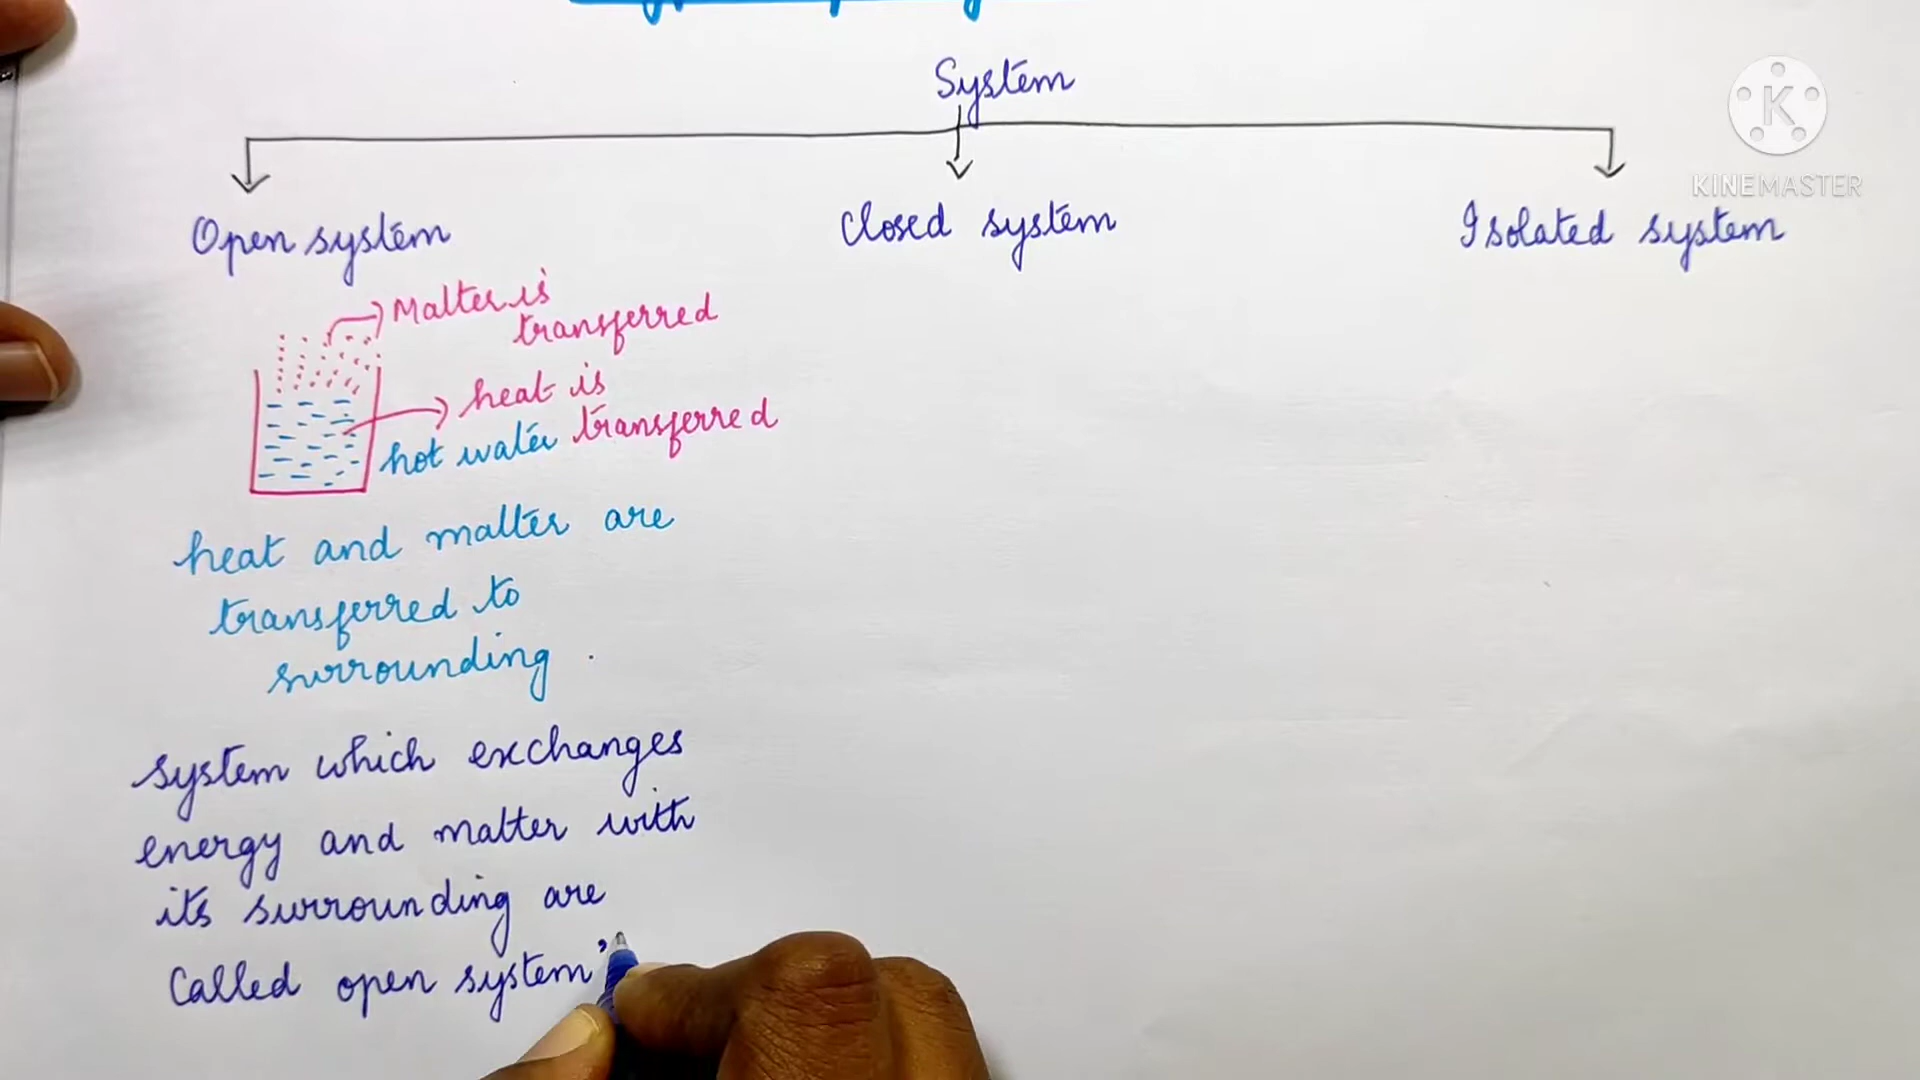 System
Open system
Closed system
Isolated system
Matter is
transferred
heat is
transferred
hot water
heat and matter are
transferred to
surrounding.
system which exchanges
energy and matter with
its surrounding are
Called open system"
KINEMASTER